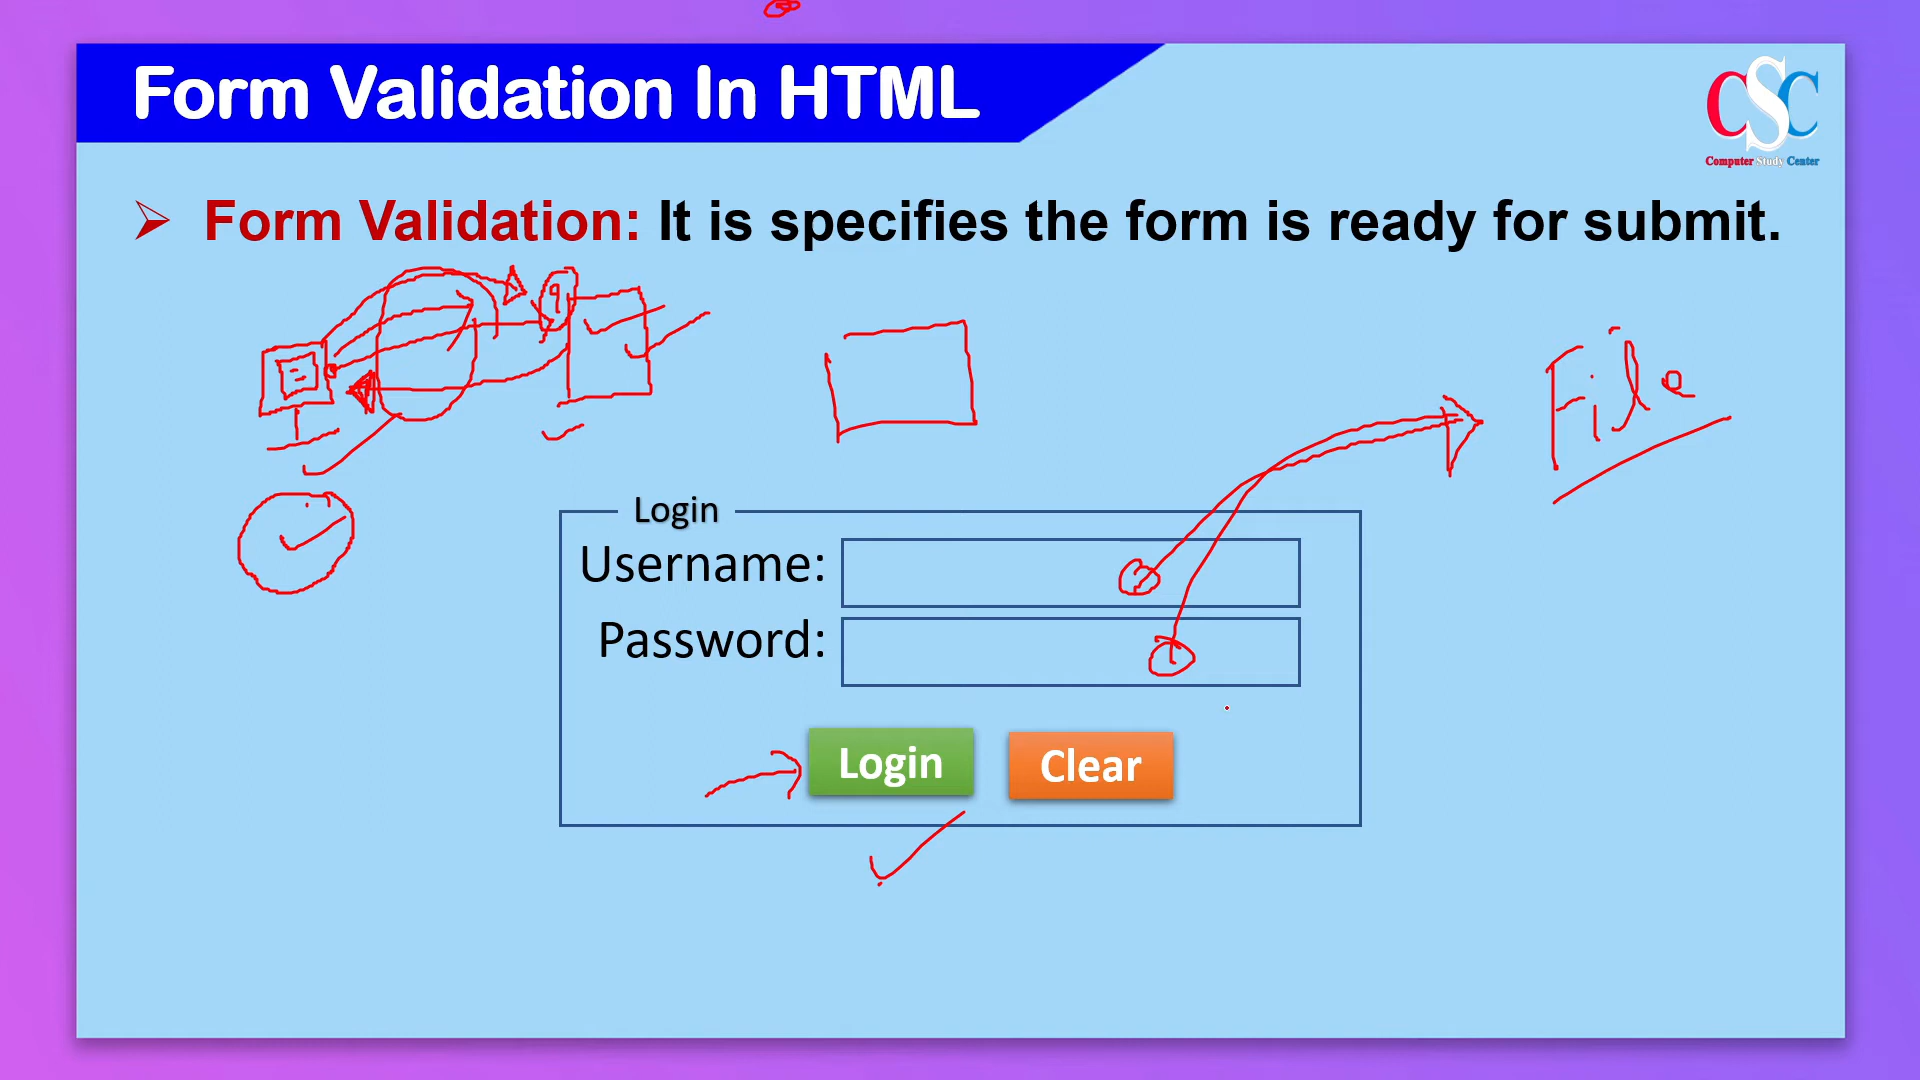 Form Validation In HTML
CSC
Computer Study Center
Form Validation: It is specifies the form is ready for submit.
File
Login
Username:
Password:
Login
Clear